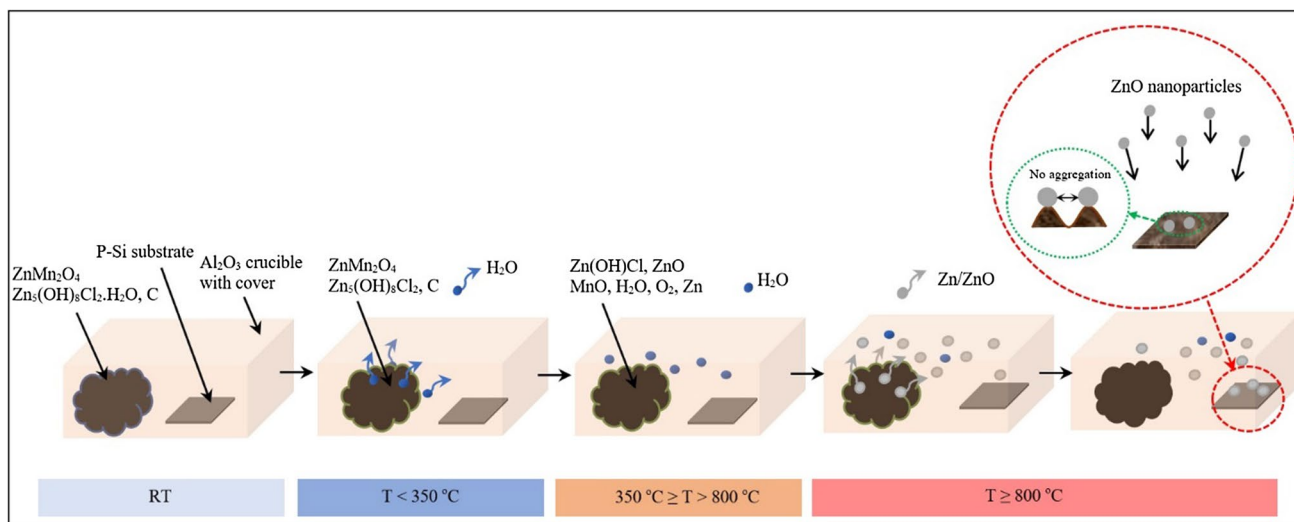 ZnO nanoparticles
No aggregation
P-Si substrate
Al₂O₃ crucible
with cover
ZnMn₂O₄
Zn₅(OH)₈Cl₂.H₂O, C
ZnMn₂O₄
Zn₅(OH)₈Cl₂, C
H₂O
Zn(OH)Cl, ZnO
MnO, H₂O, O₂, Zn
H₂O
Zn/ZnO
RT
T < 350 °C
350 °C ≥ T > 800 °C
T ≥ 800 °C